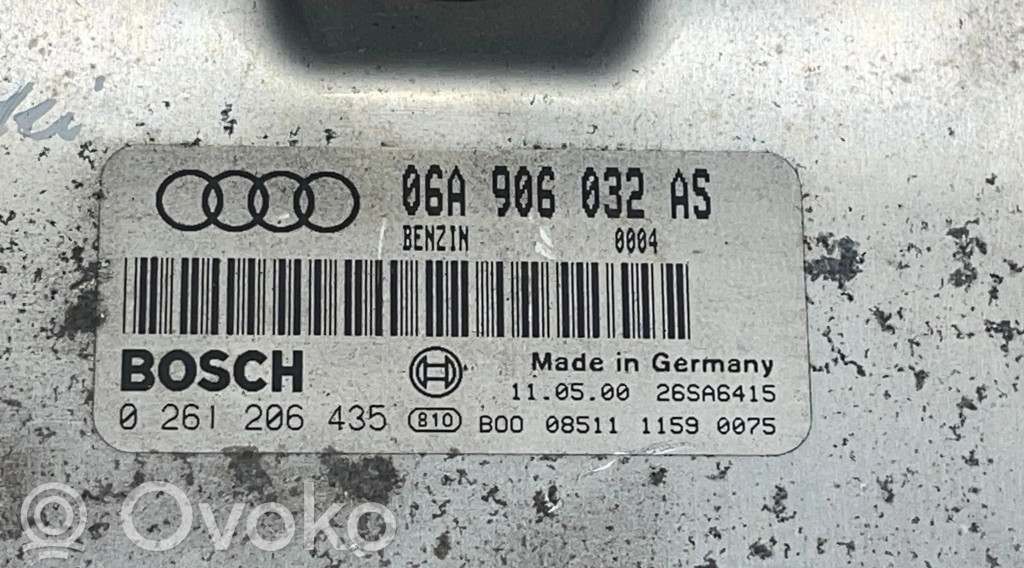 06A 906 032 AS
BENZIN 0004
BOSCH
Made in Germany
11.05.00 26SA6415
0 261 206 435 810 B00 08511 1159 0075
Ovoko